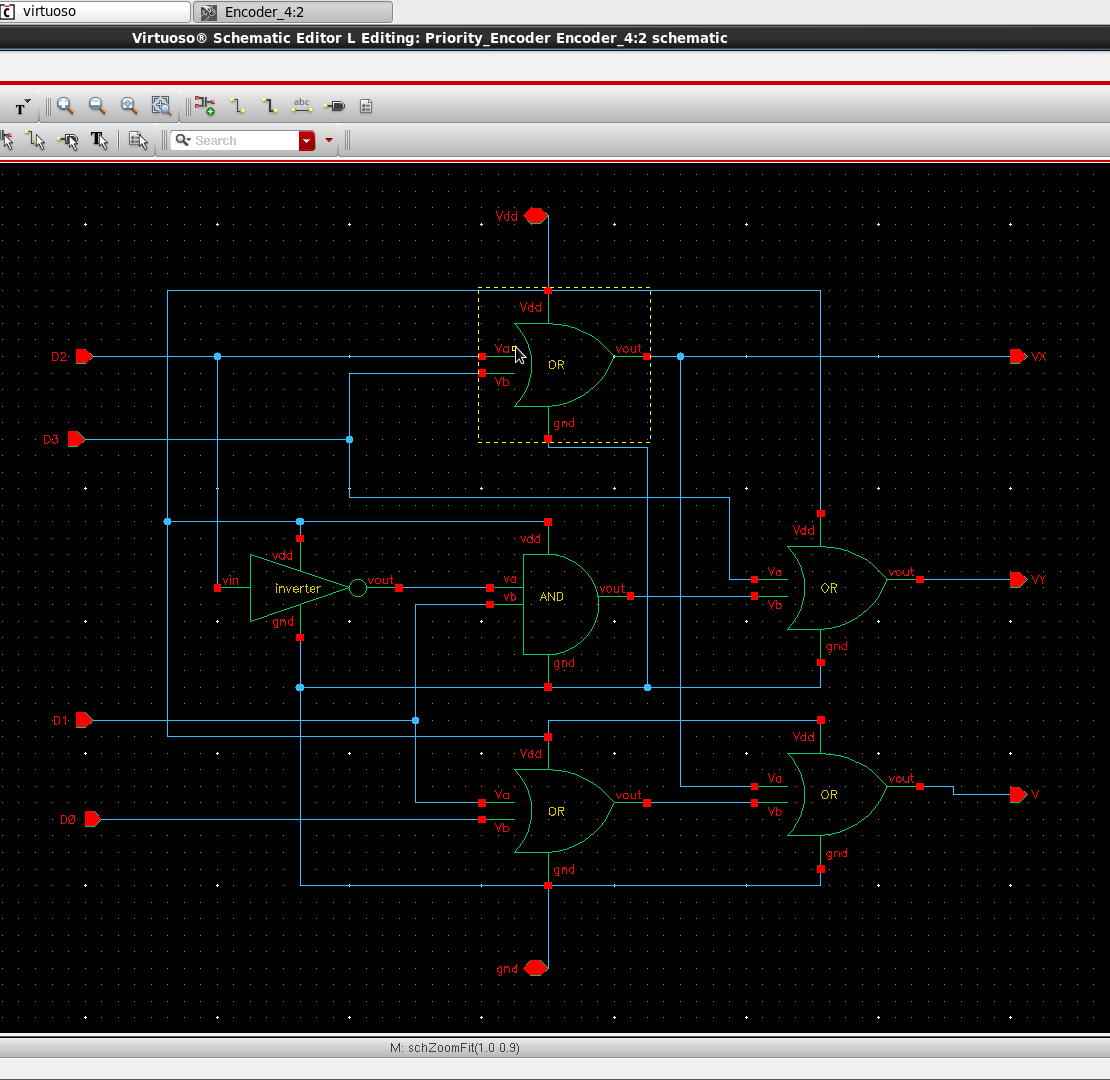 virtuoso
Encoder_4:2
Virtuoso® Schematic Editor L Editing: Priority_Encoder Encoder_4:2 schematic
T
abc
T
Search
Vdd
Vdd
D2
Va
vout
VX
OR
Vb
gnd
D3
Vdd
vdd
vdd
vin
vout
va
Va
vout
VY
inverter
AND
vout
OR
vb
Vb
gnd
gnd
gnd
D1
Vdd
Vdd
Va
vout
Va
vout
V
OR
OR
D0
Vb
Vb
gnd
gnd
gnd
M: schZoomFit(1.0 0.9)